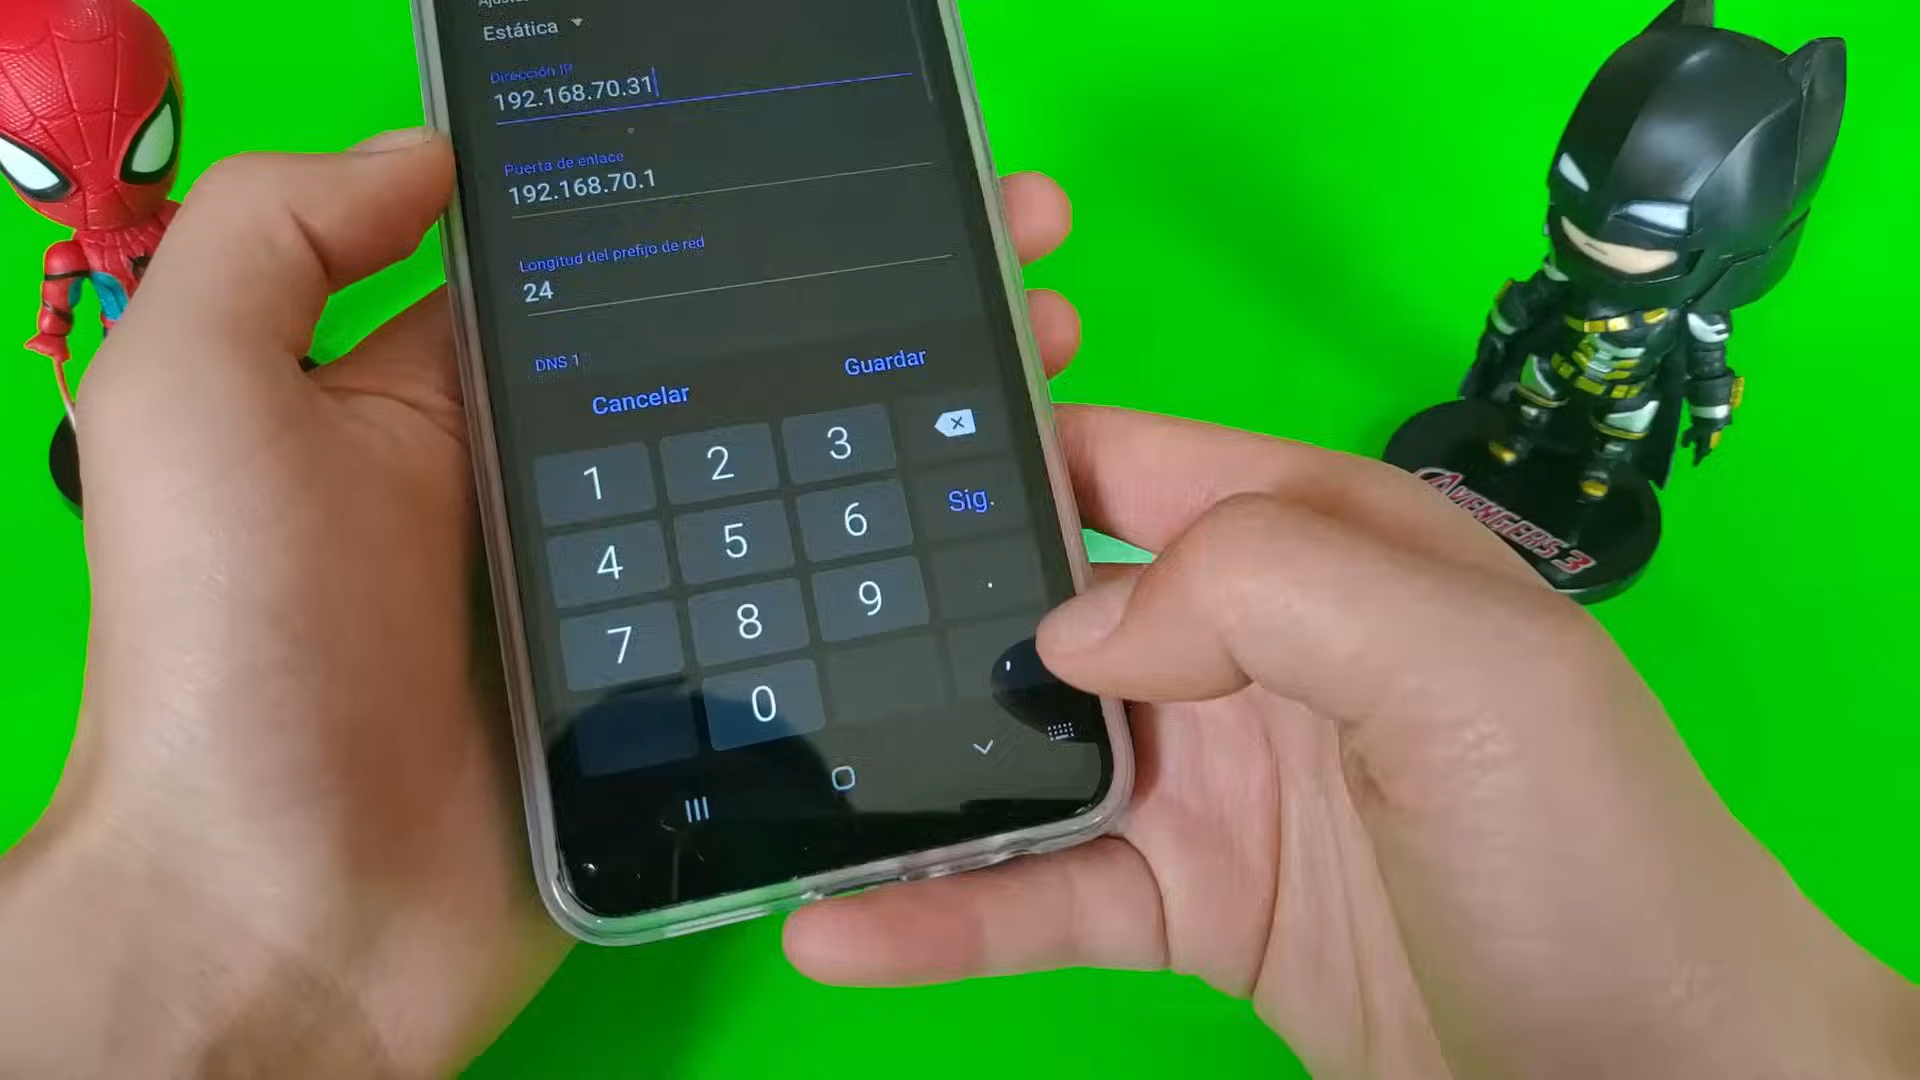 Ajustes
Estática
Dirección IP
192.168.70.31
Puerta de enlace
192.168.70.1
Longitud del prefijo de red
24
DNS 1
Cancelar
Guardar
1 2 3
4 5 6 Sig.
7 8 9 .
0 ,
AVENGERS 3